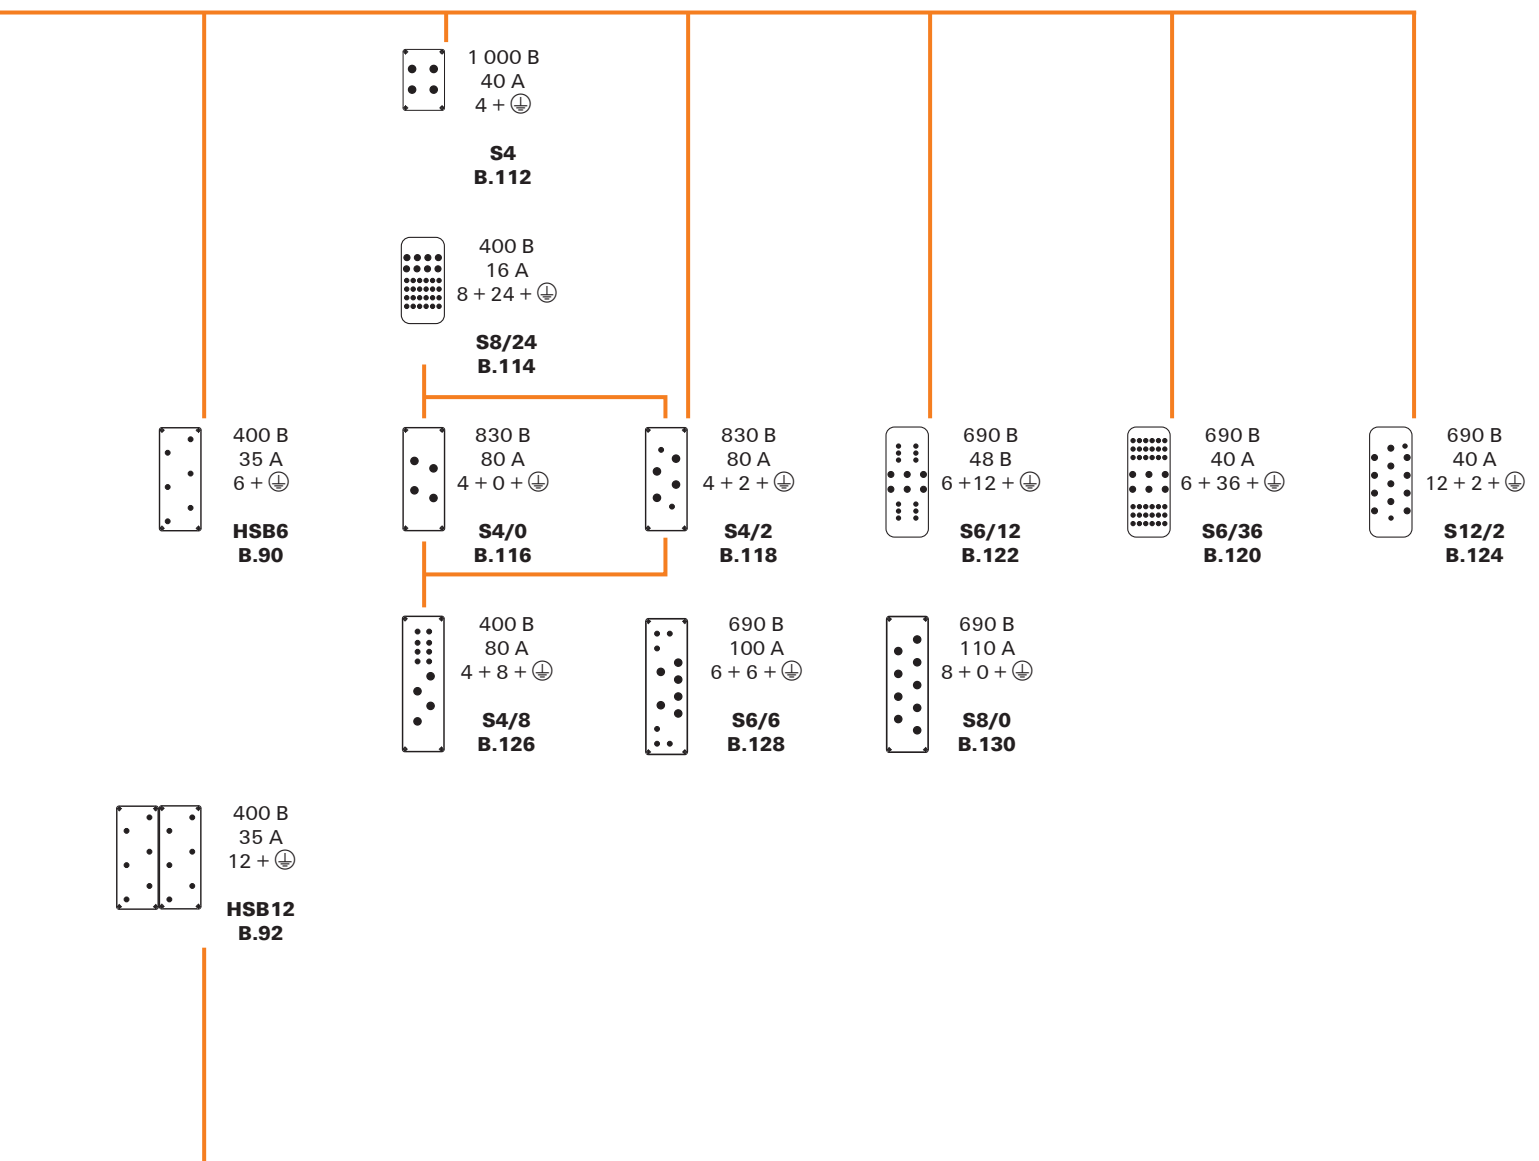 1 000 В
40 A
4 + ⏚
S4
B.112
400 В
16 A
8 + 24 + ⏚
S8/24
B.114
400 В
35 A
6 + ⏚
HSB6
B.90
830 В
80 A
4 + 0 + ⏚
S4/0
B.116
830 В
80 A
4 + 2 + ⏚
S4/2
B.118
690 В
48 В
6 +12 + ⏚
S6/12
B.122
690 В
40 A
6 + 36 + ⏚
S6/36
B.120
690 В
40 A
12 + 2 + ⏚
S12/2
B.124
400 В
80 A
4 + 8 + ⏚
S4/8
B.126
690 В
100 A
6 + 6 + ⏚
S6/6
B.128
690 В
110 A
8 + 0 + ⏚
S8/0
B.130
400 В
35 A
12 + ⏚
HSB12
B.92